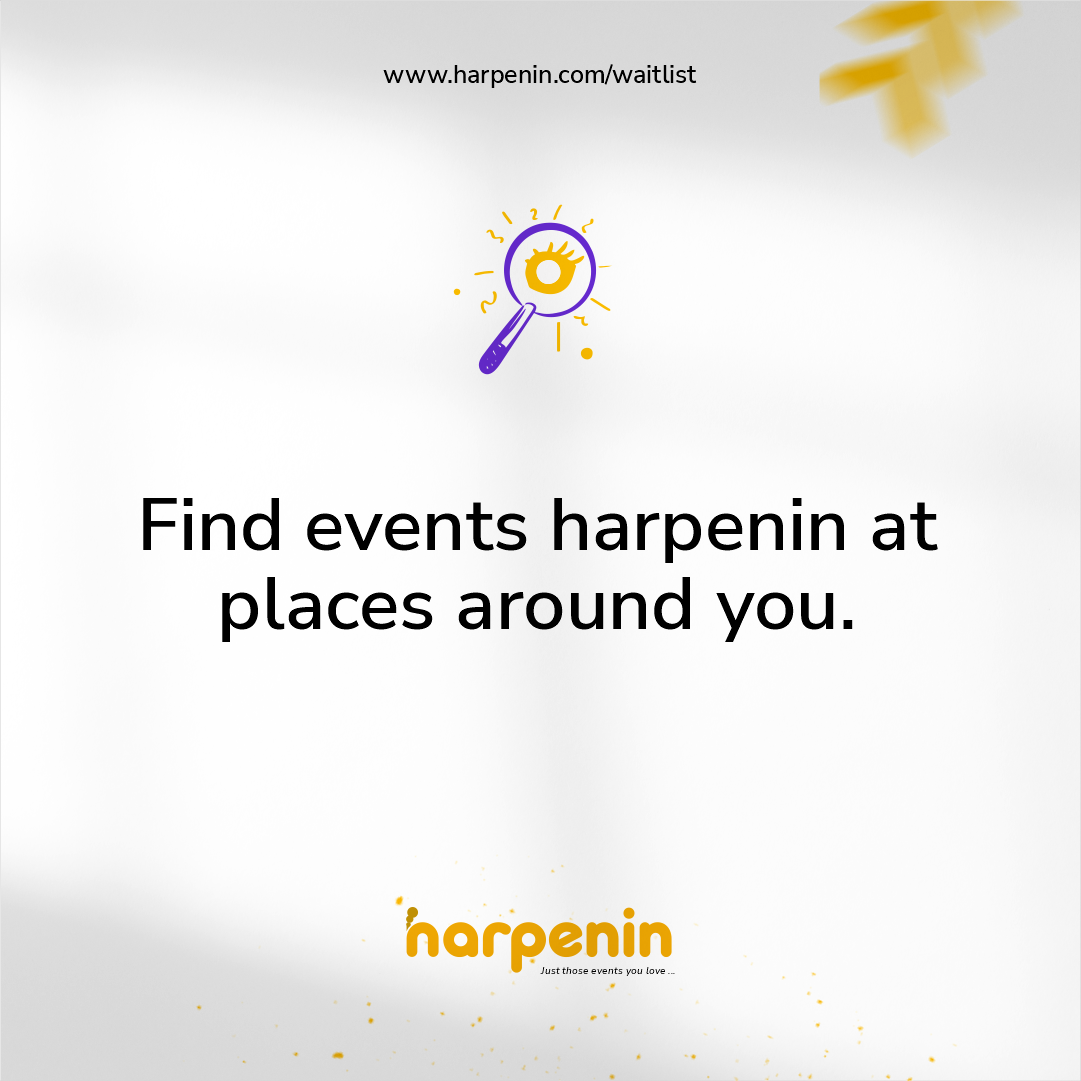 www.harpenin.com/waitlist
Find events harpenin at
places around you.
harpenin
Just those events you love ...